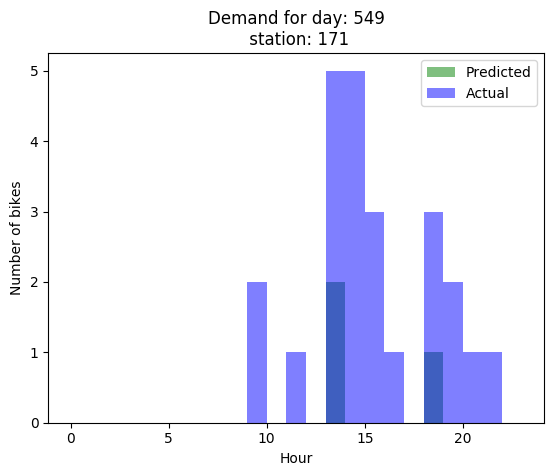 Demand for day: 549
station: 171
Predicted
Actual
5
4
3
2
1
0
Number of bikes
0 5 10 15 20
Hour